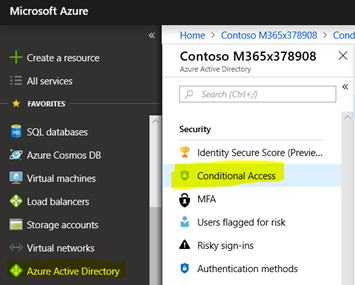 Microsoft Azure
«
Create a resource
All services
FAVORITES
SQL databases
Azure Cosmos DB
Virtual machines
Load balancers
Storage accounts
Virtual networks
Azure Active Directory
Home > Contoso M365x378908 > Cond
Contoso M365x378908
Azure Active Directory
Search (Ctrl+/)
«
Security
Identity Secure Score (Previe...
Conditional Access
MFA
Users flagged for risk
Risky sign-ins
Authentication methods